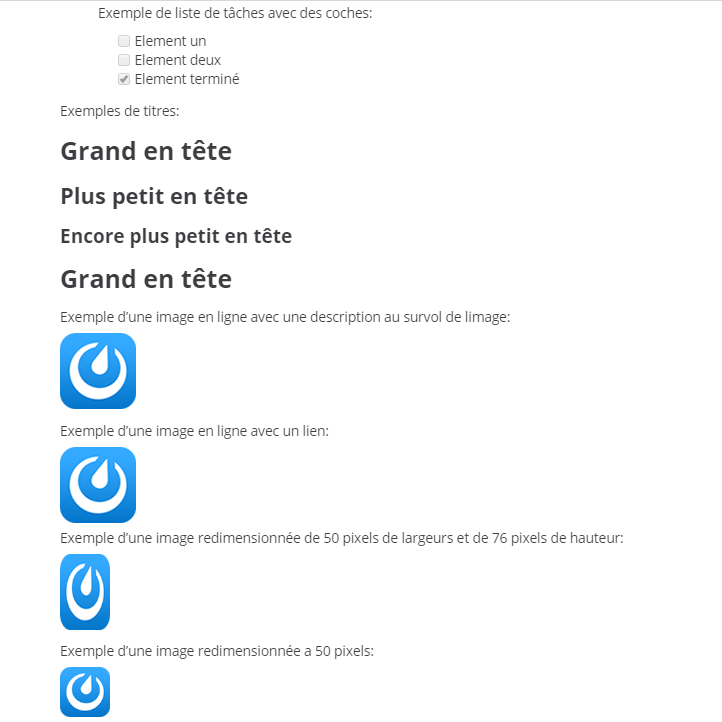 Exemple de liste de tâches avec des coches:
Element un
Element deux
Element terminé
Exemples de titres:
Grand en tête
Plus petit en tête
Encore plus petit en tête
Grand en tête
Exemple d’une image en ligne avec une description au survol de limage:
Exemple d’une image en ligne avec un lien:
Exemple d’une image redimensionnée de 50 pixels de largeurs et de 76 pixels de hauteur:
Exemple d’une image redimensionnée a 50 pixels: